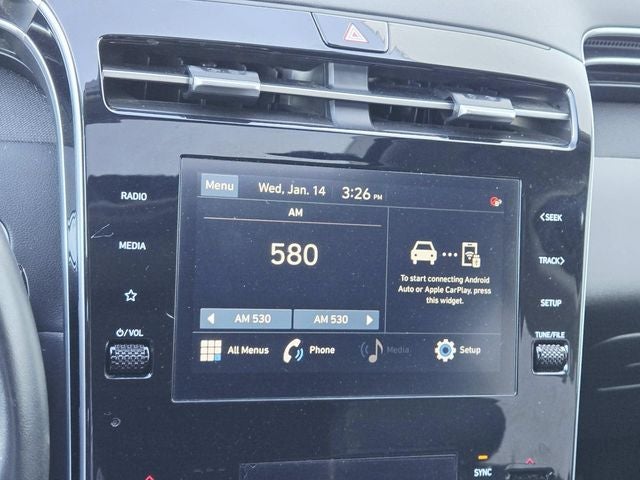 Menu
Wed, Jan. 14
3:26 PM
AM
580
To start connecting Android
Auto or Apple CarPlay, press
this widget.
AM 530
AM 530
All Menus
Phone
Media
Setup
RADIO
MEDIA
/VOL
<SEEK
TRACK>
SETUP
TUNE/FILE
SYNC